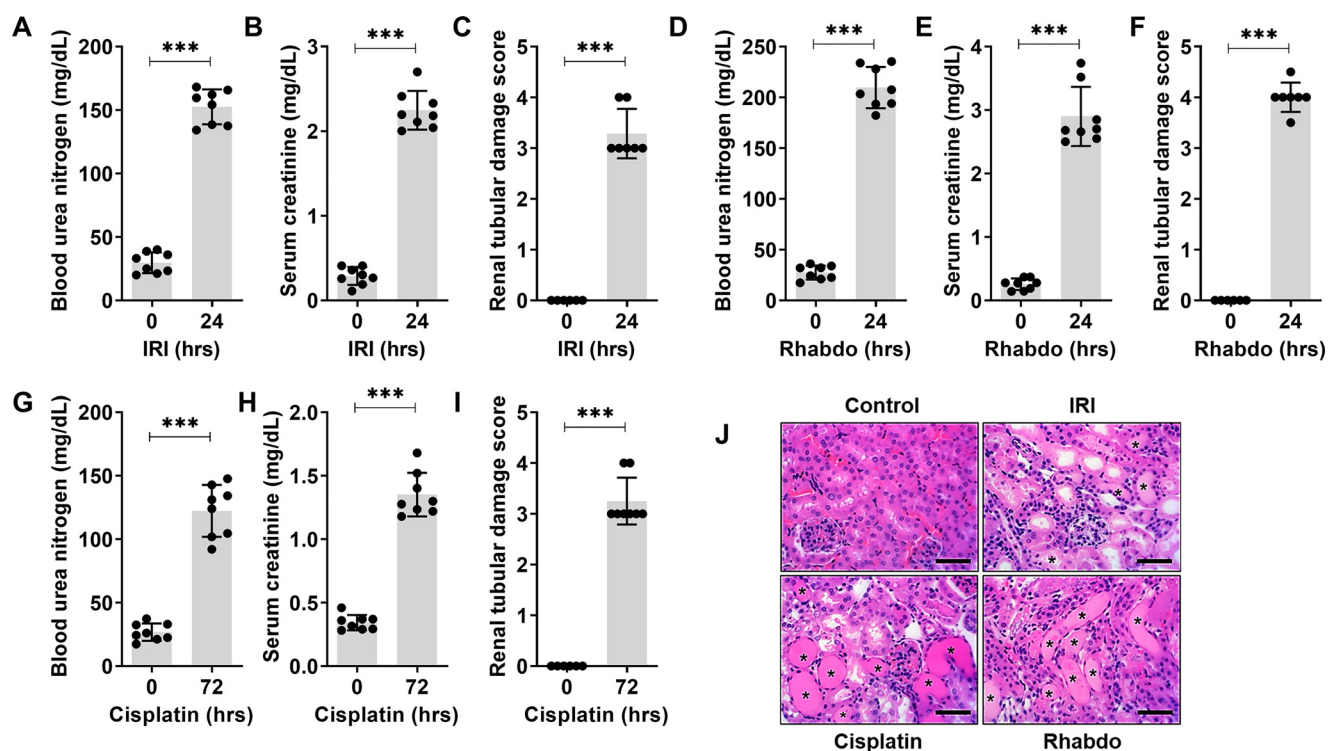 A
Blood urea nitrogen (mg/dL)
200
150
100
50
0
***
0 24
IRI (hrs)
B
Serum creatinine (mg/dL)
3
2
1
0
***
0 24
IRI (hrs)
C
Renal tubular damage score
5
4
3
2
1
0
***
0 24
IRI (hrs)
D
Blood urea nitrogen (mg/dL)
250
200
150
100
50
0
***
0 24
Rhabdo (hrs)
E
Serum creatinine (mg/dL)
4
3
2
1
0
***
0 24
Rhabdo (hrs)
F
Renal tubular damage score
5
4
3
2
1
0
***
0 24
Rhabdo (hrs)
G
Blood urea nitrogen (mg/dL)
200
150
100
50
0
***
0 72
Cisplatin (hrs)
H
Serum creatinine (mg/dL)
2.0
1.5
1.0
0.5
0.0
***
0 72
Cisplatin (hrs)
I
Renal tubular damage score
5
4
3
2
1
0
***
0 72
Cisplatin (hrs)
J
Control IRI
Cisplatin Rhabdo